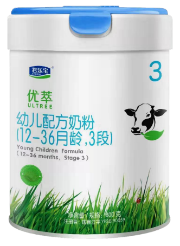 君乐宝
3
优萃
ULTREE
幼儿配方奶粉
(12-36月龄,3段)
Young Children Formula
(12-36 months, Stage 3)